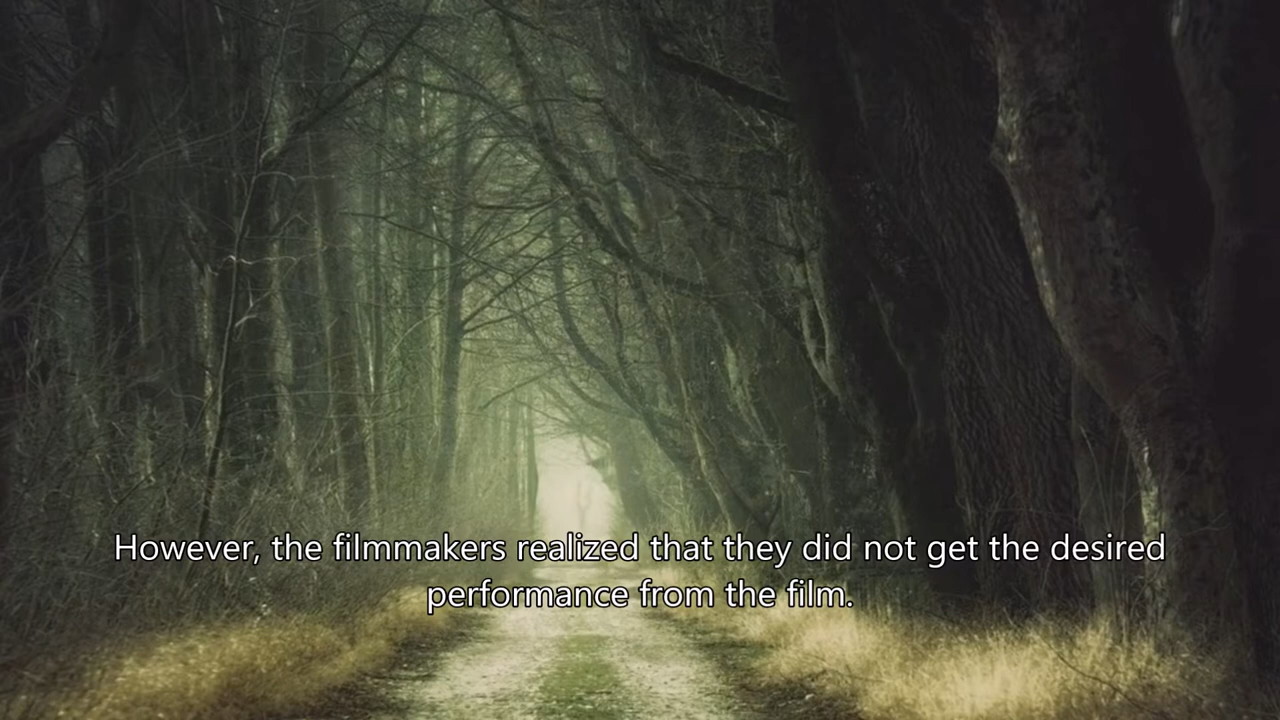 However, the filmmakers realized that they did not get the desired
performance from the film.